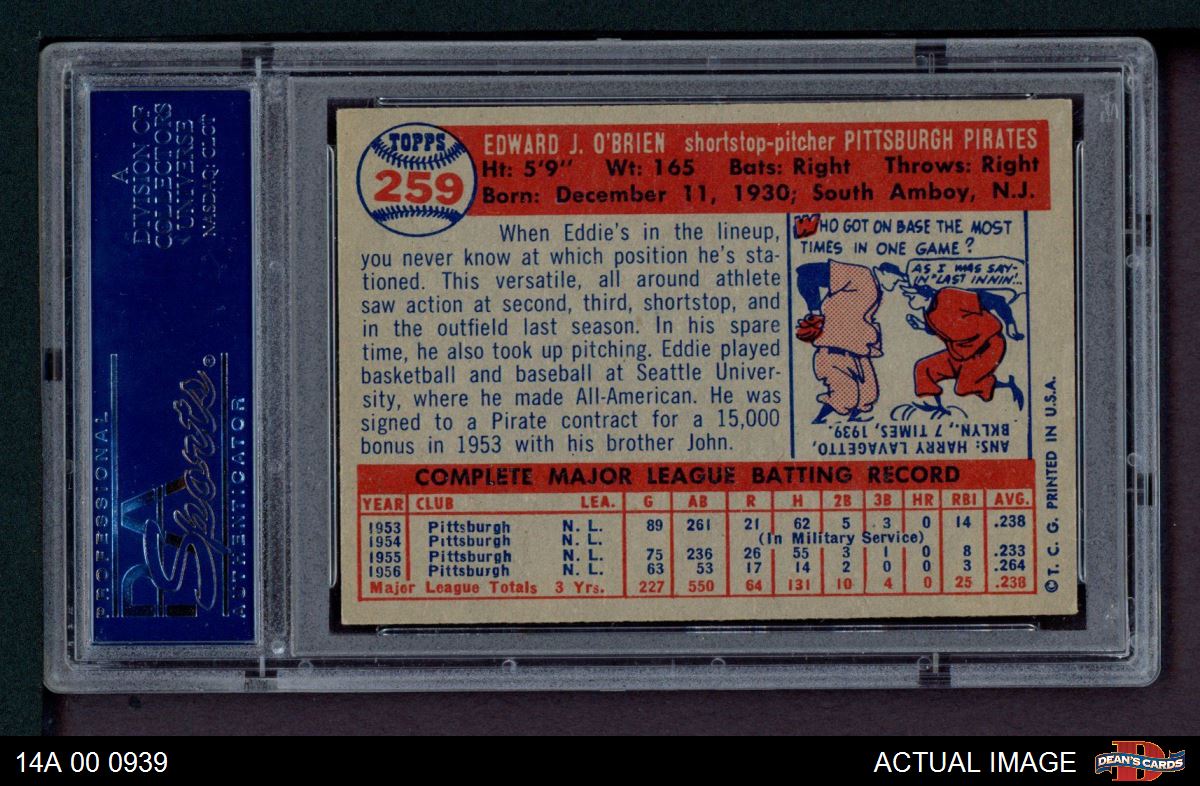 A
DIVISION OF
COLLECTORS
UNIVERSE
NASDAQ: CLCT
PROFESSIONAL
PSA
Sports®
AUTHENTICATOR
TOPPS
259
EDWARD J. O'BRIEN shortstop-pitcher PITTSBURGH PIRATES
Ht: 5'9" Wt: 165 Bats: Right Throws: Right
Born: December 11, 1930; South Amboy, N.J.
When Eddie's in the lineup,
you never know at which position he's sta-
tioned. This versatile, all around athlete
saw action at second, third, shortstop, and
in the outfield last season. In his spare
time, he also took up pitching. Eddie played
basketball and baseball at Seattle Univer-
sity, where he made All-American. He was
signed to a Pirate contract for a 15,000
bonus in 1953 with his brother John.
WHO GOT ON BASE THE MOST
TIMES IN ONE GAME?
AS I WAS SAY-
IN "LAST INNIN'...
ANS: HARRY LAVAGETTO,
BKLYN., 7 TIMES, 1939.
COMPLETE MAJOR LEAGUE BATTING RECORD
YEAR CLUB LEA. G AB R H 2B 3B HR RBI AVG.
1953 Pittsburgh N. L. 89 261 21 62 5 3 0 14 .238
1954 Pittsburgh N. L. (In Military Service)
1955 Pittsburgh N. L. 75 236 26 55 3 1 0 8 .233
1956 Pittsburgh N. L. 63 53 17 14 2 0 0 3 .264
Major League Totals 3 Yrs. 227 550 64 131 10 4 0 25 .238
© T. C. G. PRINTED IN U.S.A.
14A 00 0939
ACTUAL IMAGE
D
DEAN'S CARDS